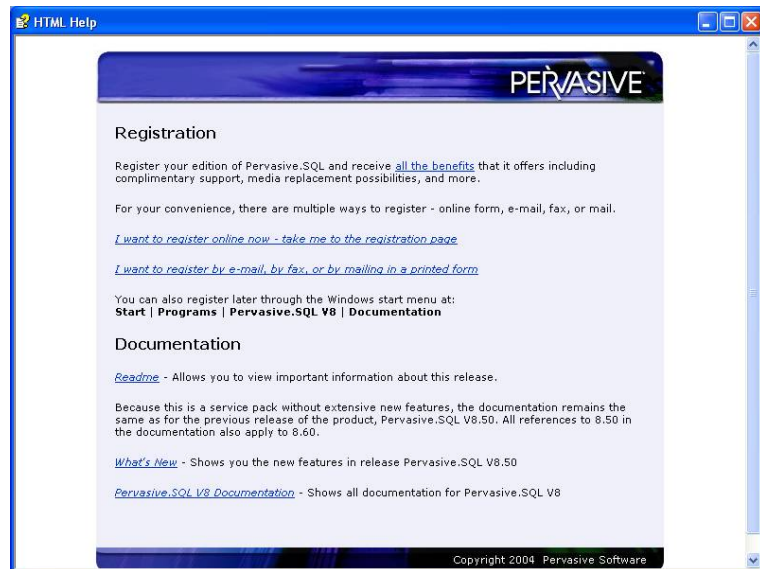 HTML Help
PERVASIVE
Registration
Register your edition of Pervasive.SQL and receive all the benefits that it offers including
complimentary support, media replacement possibilities, and more.
For your convenience, there are multiple ways to register - online form, e-mail, fax, or mail.
I want to register online now - take me to the registration page
I want to register by e-mail, by fax, or by mailing in a printed form
You can also register later through the Windows start menu at:
Start | Programs | Pervasive.SQL V8 | Documentation
Documentation
Readme - Allows you to view important information about this release.
Because this is a service pack without extensive new features, the documentation remains the
same as for the previous release of the product, Pervasive.SQL V8.50. All references to 8.50 in
the documentation also apply to 8.60.
What's New - Shows you the new features in release Pervasive.SQL V8.50
Pervasive.SQL V8 Documentation - Shows all documentation for Pervasive.SQL V8
Copyright 2004 Pervasive Software